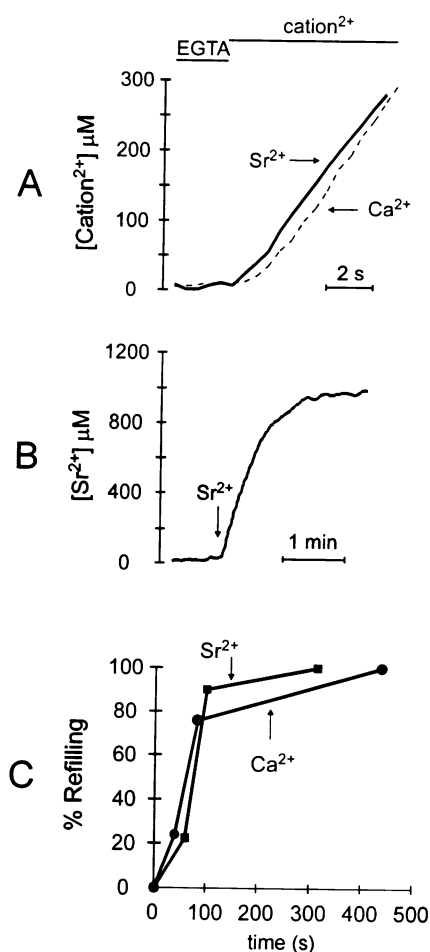 cation²⁺
EGTA
A
[Cation²⁺] μM
300
200
100
0
Sr²⁺
Ca²⁺
2 s
B
[Sr²⁺] μM
1200
800
400
0
Sr²⁺
1 min
C
% Refilling
100
80
60
40
20
0
Sr²⁺
Ca²⁺
0 100 200 300 400 500
time (s)